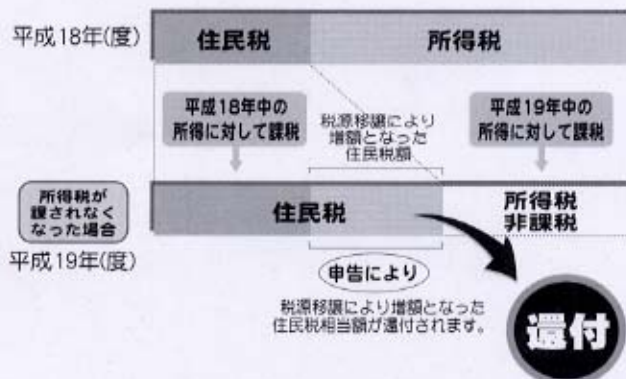 平成18年(度)
住民税
所得税
平成18年中の
所得に対して課税
税源移譲により
増額となった
住民税額
平成19年中の
所得に対して課税
所得税が
課されなく
なった場合
平成19年(度)
住民税
所得税
非課税
申告により
税源移譲により増額となった
住民税相当額が還付されます。
還付